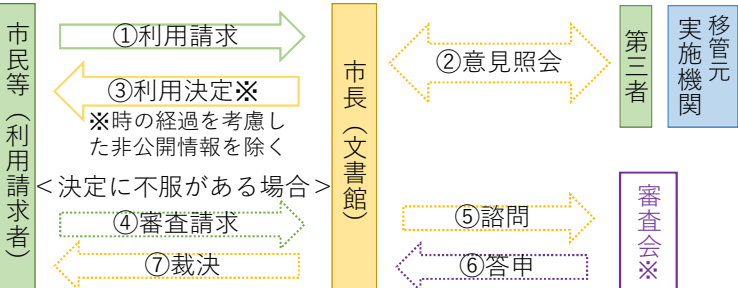 市民等（利用請求者）
①利用請求
③利用決定※
※時の経過を考慮し
た非公開情報を除く
＜決定に不服がある場合＞
④審査請求
⑦裁決
市長（文書館）
②意見照会
第三者
移管元
実施機関
⑤諮問
⑥答申
審査会※